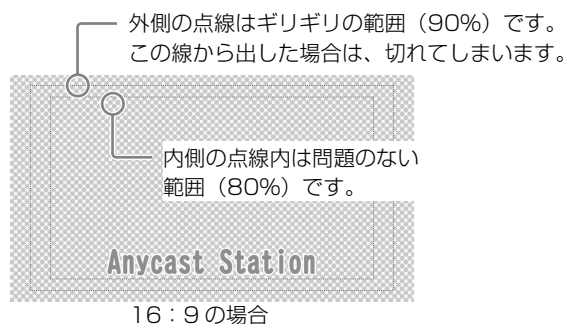 外側の点線はギリギリの範囲（90%）です。
この線から出した場合は、切れてしまいます。
内側の点線内は問題のない
範囲（80%）です。
Anycast Station
16：9の場合